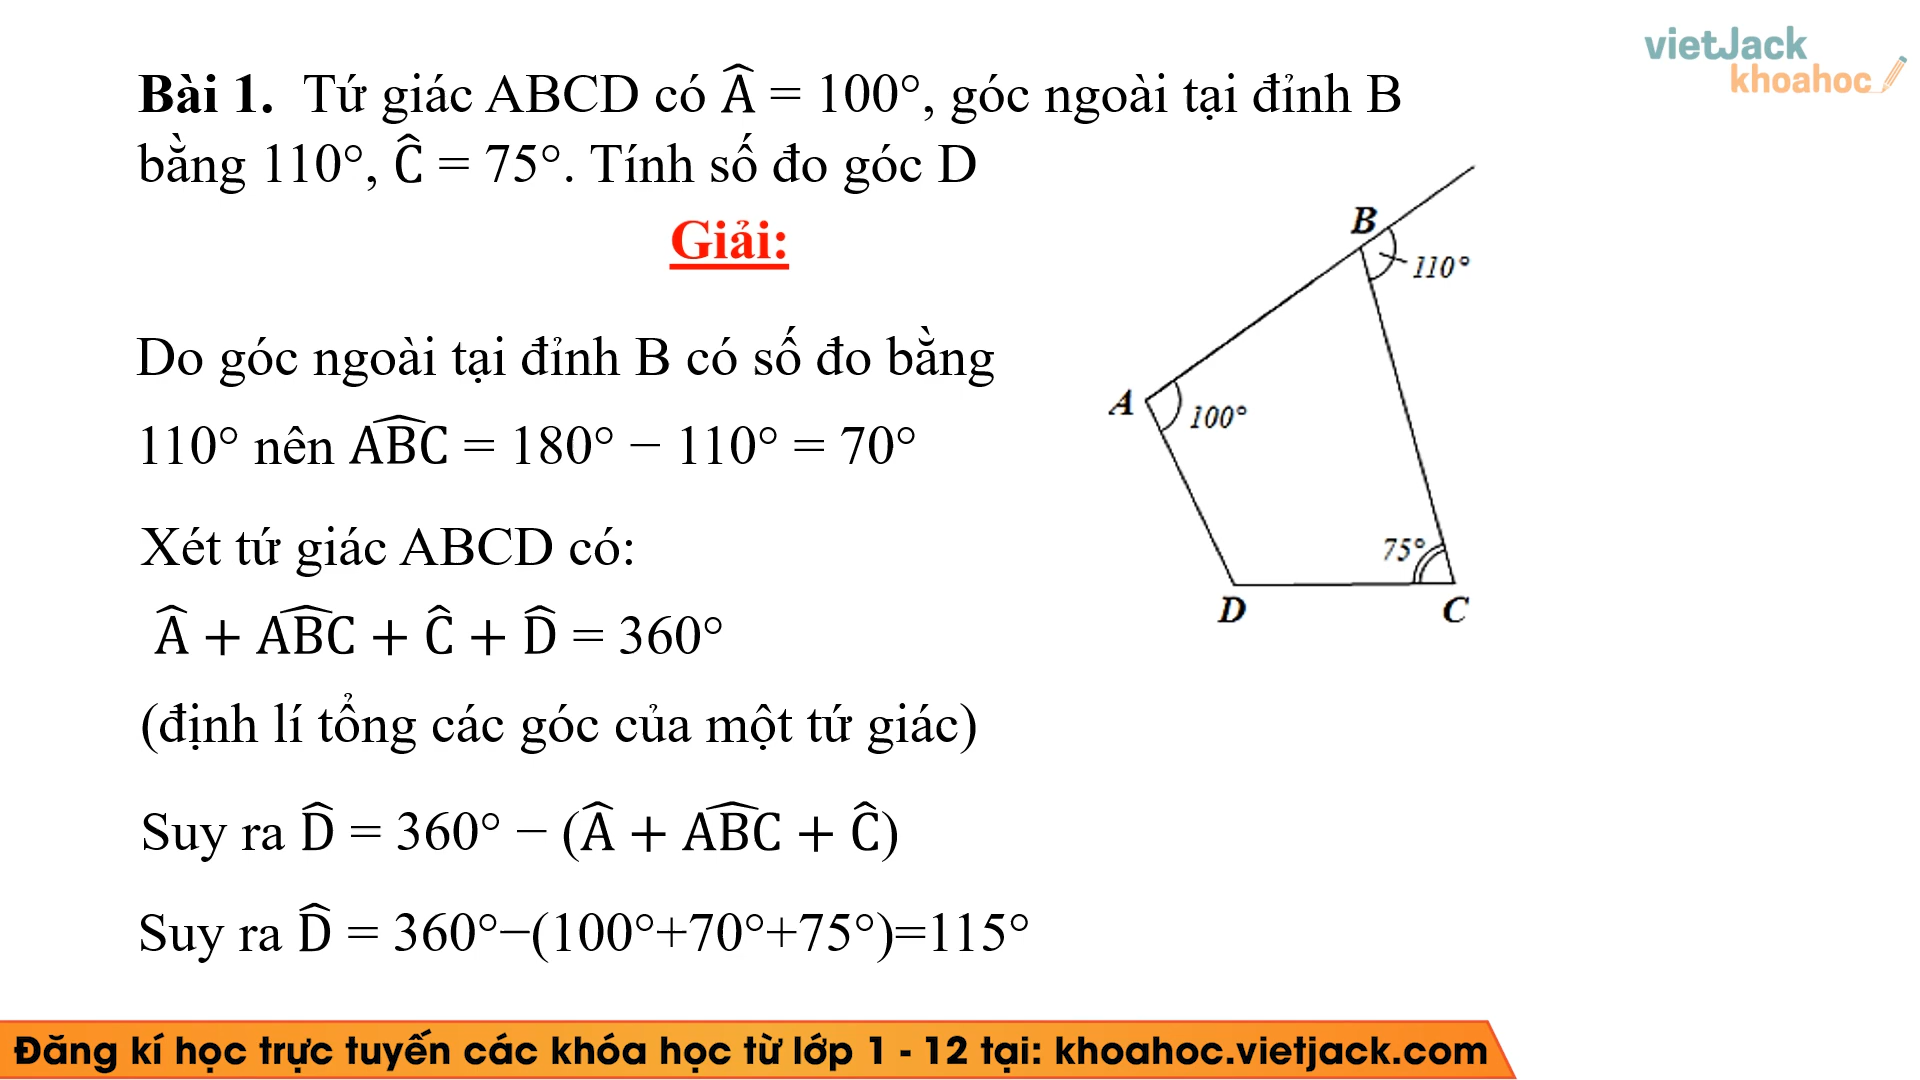 vietJack
khoahoc
Bài 1. Tứ giác ABCD có Â = 100°, góc ngoài tại đỉnh B
bằng 110°, Ĉ = 75°. Tính số đo góc D
Giải:
Do góc ngoài tại đỉnh B có số đo bằng
110° nên \widehat{ABC} = 180° − 110° = 70°
Xét tứ giác ABCD có:
Â + \widehat{ABC} + Ĉ + D̂ = 360°
(định lí tổng các góc của một tứ giác)
Suy ra D̂ = 360° − (Â + \widehat{ABC} + Ĉ)
Suy ra D̂ = 360°−(100°+70°+75°)=115°
B
110°
A
100°
75°
D
C
Đăng kí học trực tuyến các khóa học từ lớp 1 - 12 tại: khoahoc.vietjack.com